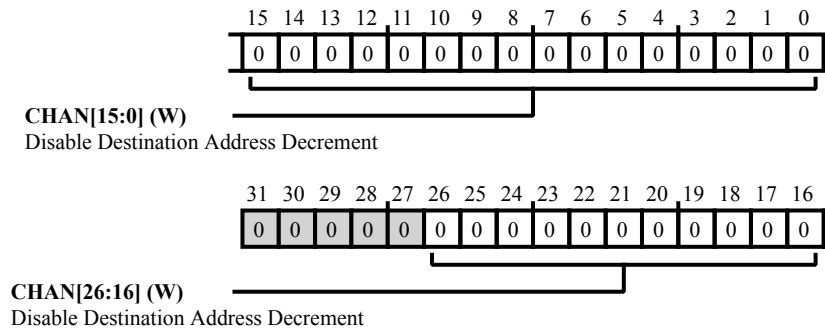 15 14 13 12 11 10 9 8 7 6 5 4 3 2 1 0
0 0 0 0 0 0 0 0 0 0 0 0 0 0 0 0
CHAN[15:0] (W)
Disable Destination Address Decrement
31 30 29 28 27 26 25 24 23 22 21 20 19 18 17 16
0 0 0 0 0 0 0 0 0 0 0 0 0 0 0 0
CHAN[26:16] (W)
Disable Destination Address Decrement